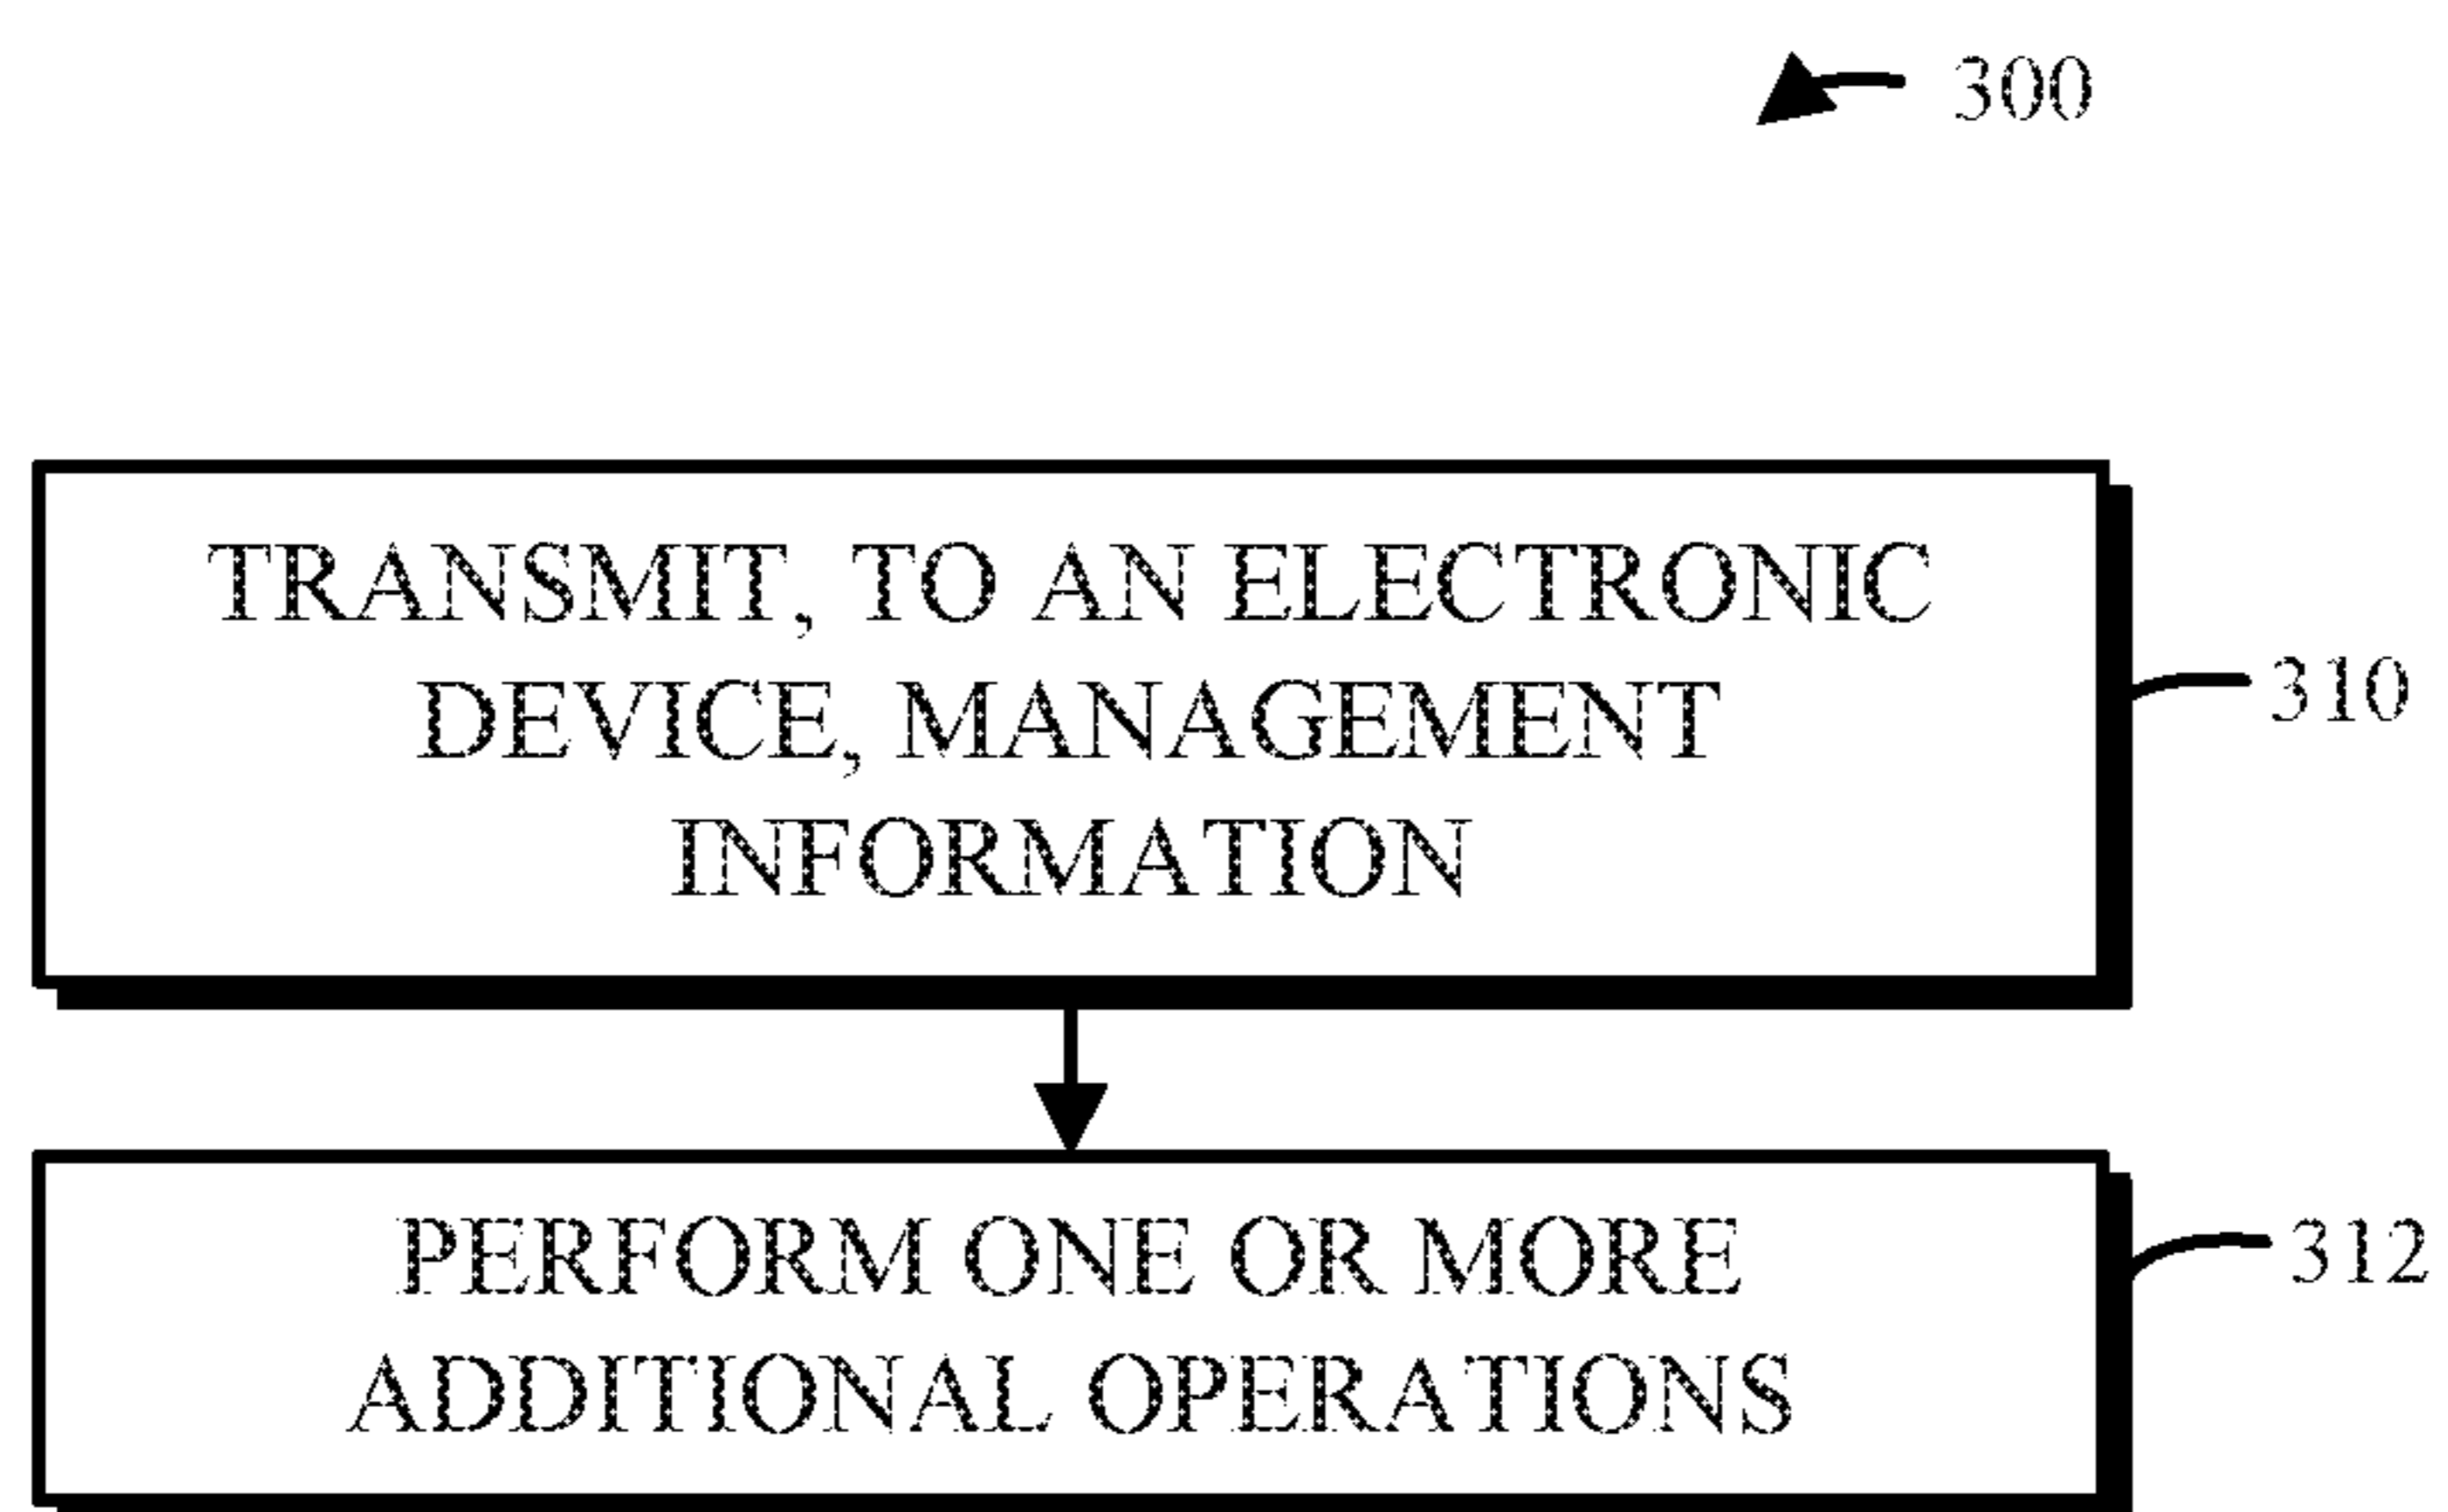 300
TRANSMIT, TO AN ELECTRONIC
DEVICE, MANAGEMENT
INFORMATION
310
PERFORM ONE OR MORE
ADDITIONAL OPERATIONS
312